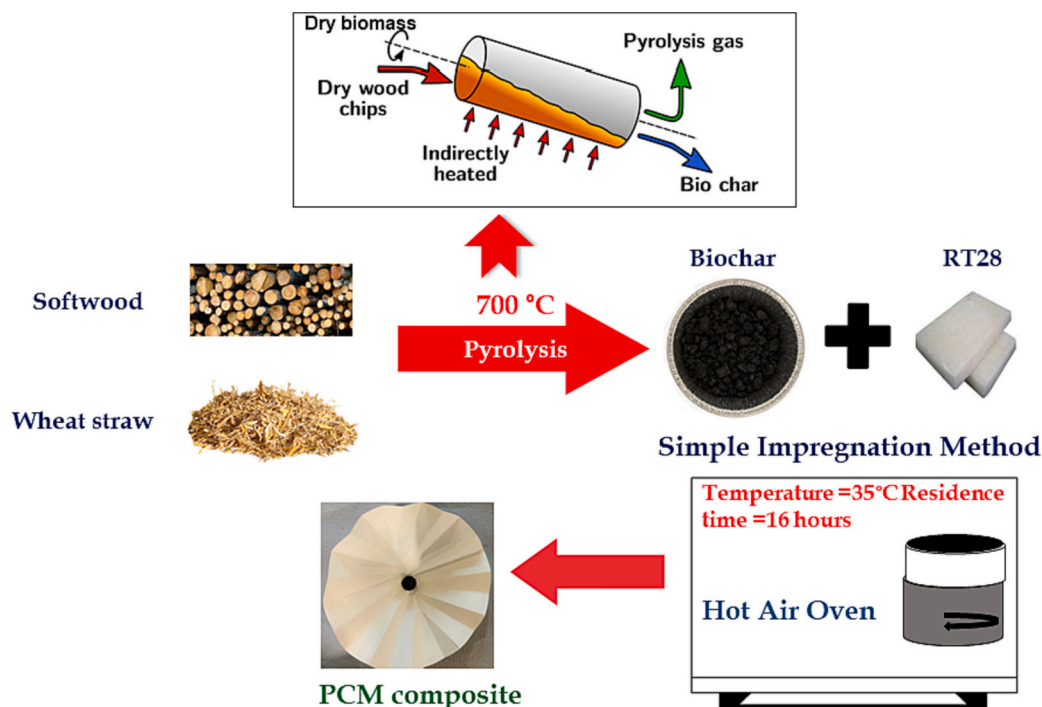 Dry biomass
Dry wood
chips
Indirectly
heated
Pyrolysis gas
Bio char
Softwood
Wheat straw
700 °C
Pyrolysis
Biochar
RT28
Simple Impregnation Method
Temperature =35°C Residence
time =16 hours
Hot Air Oven
PCM composite